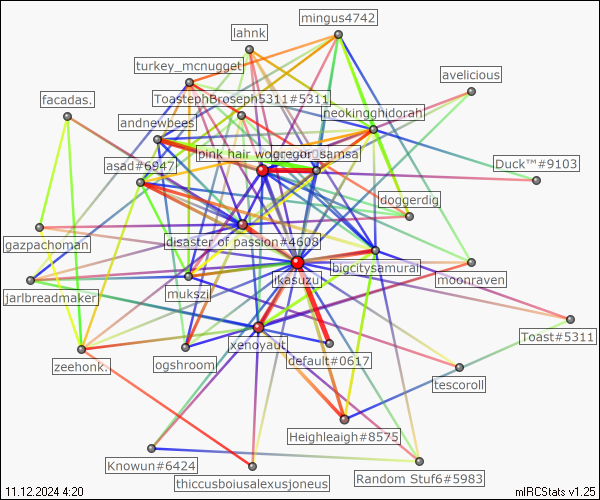 mingus4742
lahnk
turkey_mcnugget
avelicious
facadas.
ToastephBroseph5311#5311
neokingghidorah
andnewbees
pink hair wo
gregor_samsa
asad#6947
Duck™#9103
doggerdig
gazpachoman
disaster of passion#4608
bigcitysamurai
jarlbreadmaker
mukszi
ikasuzu
moonraven
Toast#5311
xenoyaut
zeehonk.
ogshroom
default#0617
tescoroll
Heighleaigh#8575
Knowun#6424
thiccusboiusalexusjoneus
Random Stuf6#5983
11.12.2024 4:20
mIRCStats v1.25